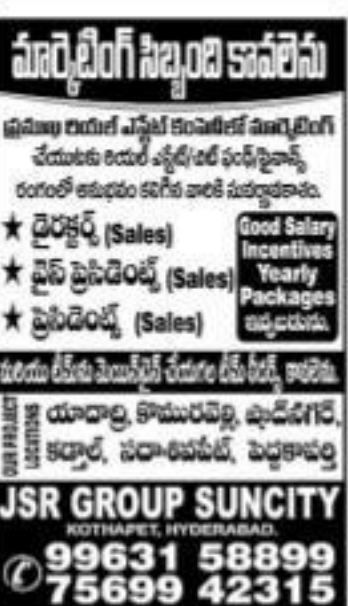 మార్కెటింగ్ సిబ్బంది కావలెను
ప్రముఖ రియల్ ఎస్టేట్ కంపెనీలో మార్కెటింగ్
చేయుటకు రియల్ ఎస్టేట్/చిట్ ఫండ్/ఫైనాన్స్
రంగంలో అనుభవం కలిగిన వారికి సువర్ణావకాశం.
★ డైరక్టర్స్ (Sales)
★ వైస్ ప్రెసిడెంట్స్ (Sales)
★ ప్రెసిడెంట్స్ (Sales)
Good Salary
Incentives
Yearly
Packages
ఇవ్వబడును.
మరియు టీమ్‌ను మెయిన్‌టైన్ చేయగల టీమ్ లీడర్స్ కావలెను.
OUR PROJECT
LOCATIONS
యాదాద్రి, కొమురవెల్లి, షాద్‌నగర్,
కడ్తాల్, సదాశివపేట్, పెద్దకాపర్తి
JSR GROUP SUNCITY
KOTHAPET, HYDERABAD.
99631 58899
75699 42315